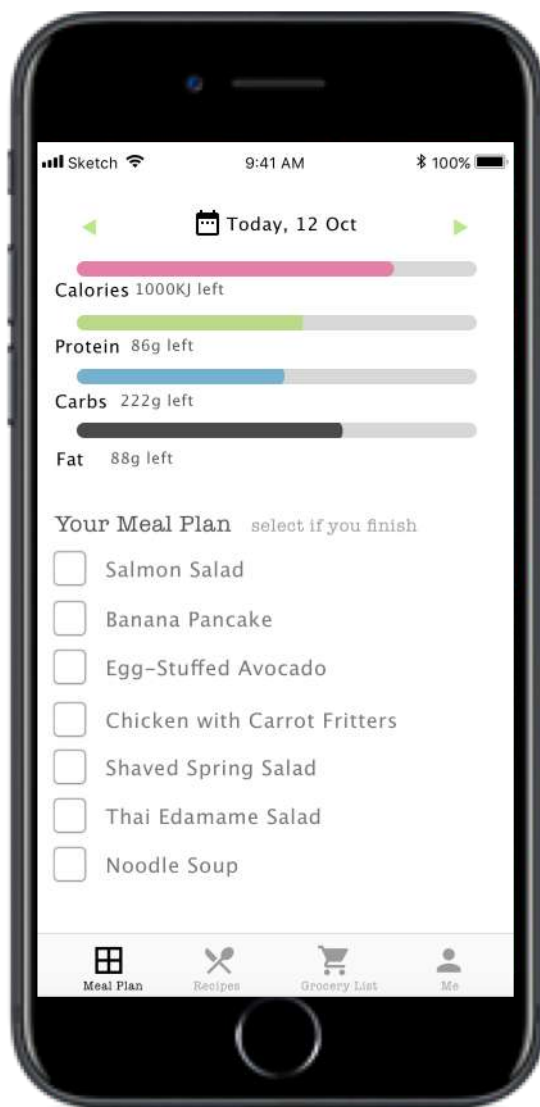 Sketch 9:41 AM 100%
Today, 12 Oct
Calories 1000KJ left
Protein 86g left
Carbs 222g left
Fat 88g left
Your Meal Plan select if you finish
Salmon Salad
Banana Pancake
Egg-Stuffed Avocado
Chicken with Carrot Fritters
Shaved Spring Salad
Thai Edamame Salad
Noodle Soup
Meal Plan Recipes Grocery List Me